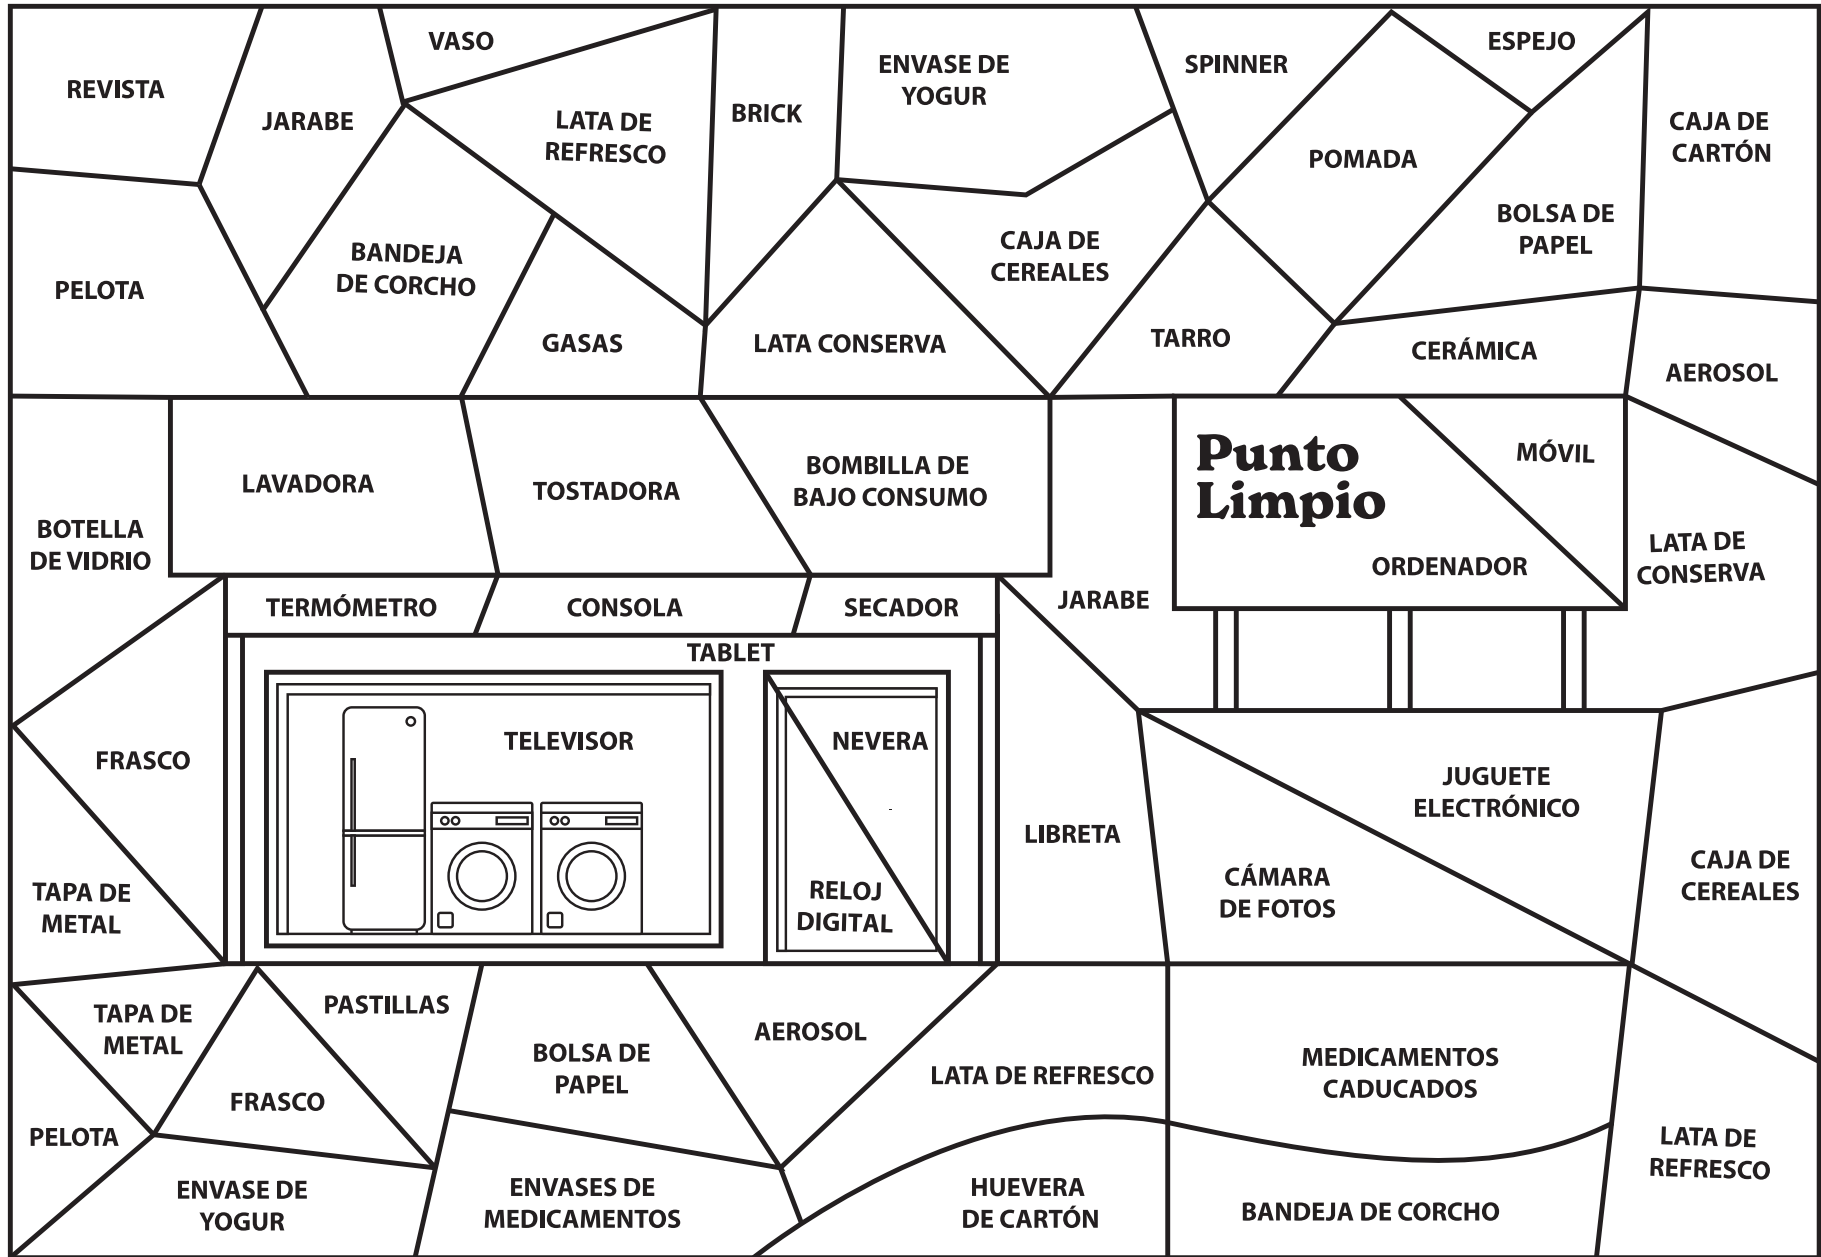 VASO
ESPEJO
REVISTA
JARABE
LATA DE
REFRESCO
BRICK
ENVASE DE
YOGUR
SPINNER
POMADA
CAJA DE
CARTÓN
PELOTA
BANDEJA
DE CORCHO
GASAS
LATA CONSERVA
CAJA DE
CEREALES
TARRO
BOLSA DE
PAPEL
CERÁMICA
AEROSOL
LAVADORA
TOSTADORA
BOMBILLA DE
BAJO CONSUMO
Punto
Limpio
MÓVIL
ORDENADOR
BOTELLA
DE VIDRIO
LATA DE
CONSERVA
TERMÓMETRO
CONSOLA
SECADOR
JARABE
TABLET
FRASCO
TELEVISOR
NEVERA
RELOJ
DIGITAL
LIBRETA
JUGUETE
ELECTRÓNICO
CÁMARA
DE FOTOS
CAJA DE
CEREALES
TAPA DE
METAL
TAPA DE
METAL
PASTILLAS
BOLSA DE
PAPEL
AEROSOL
LATA DE REFRESCO
MEDICAMENTOS
CADUCADOS
FRASCO
PELOTA
LATA DE
REFRESCO
ENVASE DE
YOGUR
ENVASES DE
MEDICAMENTOS
HUEVERA
DE CARTÓN
BANDEJA DE CORCHO